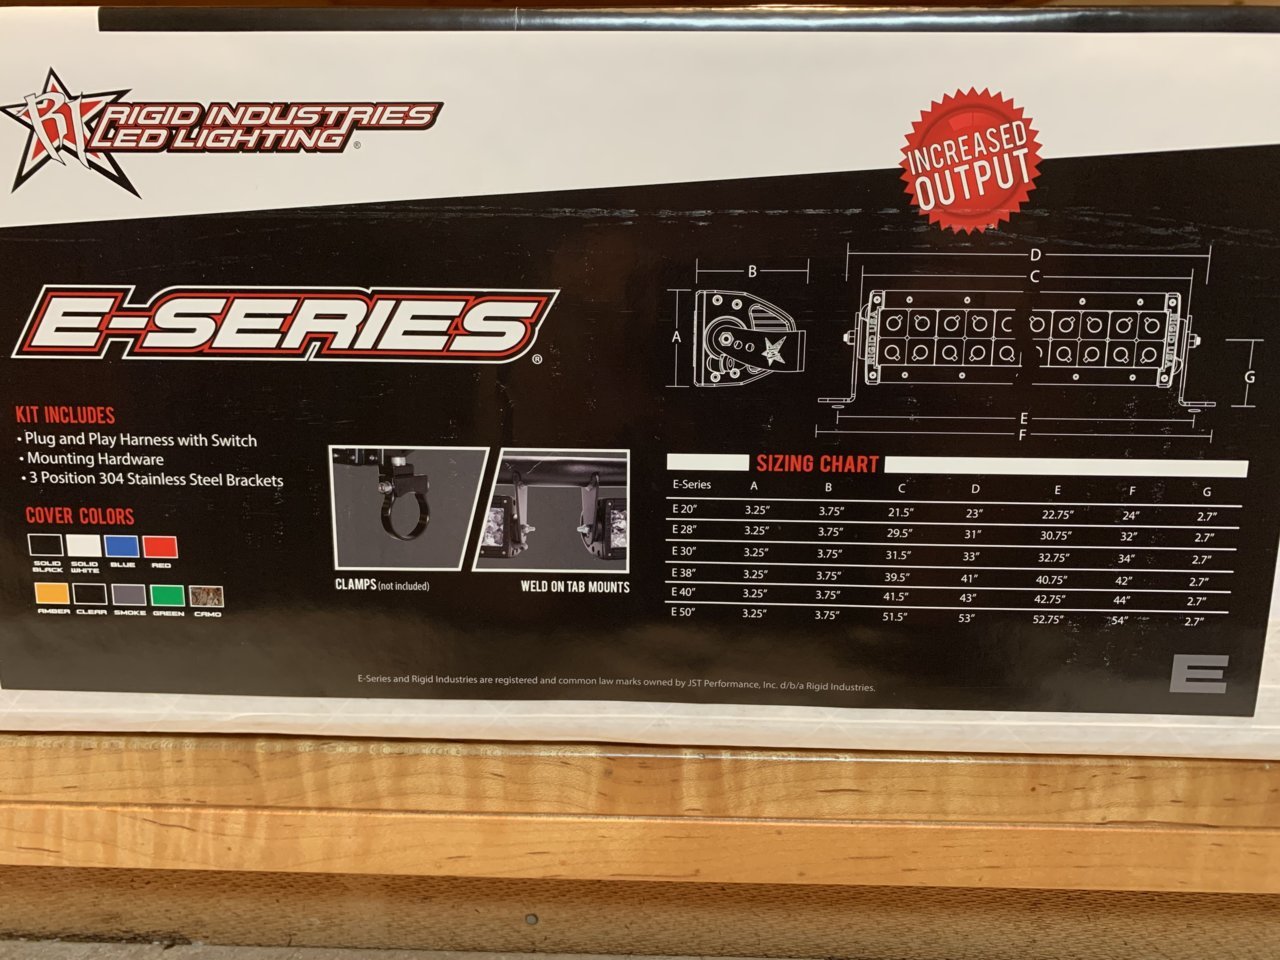 RIGID INDUSTRIES
LED LIGHTING®
INCREASED
OUTPUT
E-SERIES®
KIT INCLUDES
• Plug and Play Harness with Switch
• Mounting Hardware
• 3 Position 304 Stainless Steel Brackets
COVER COLORS
SOLID BLACK SOLID WHITE BLUE RED
AMBER CLEAR SMOKE GREEN CAMO
CLAMPS (not included)
WELD ON TAB MOUNTS
D
B
C
A
RIGID USA
RIGID USA
G
E
F
SIZING CHART
E-Series A B C D E F G
E 20" 3.25" 3.75" 21.5" 23" 22.75" 24" 2.7"
E 28" 3.25" 3.75" 29.5" 31" 30.75" 32" 2.7"
E 30" 3.25" 3.75" 31.5" 33" 32.75" 34" 2.7"
E 38" 3.25" 3.75" 39.5" 41" 40.75" 42" 2.7"
E 40" 3.25" 3.75" 41.5" 43" 42.75" 44" 2.7"
E 50" 3.25" 3.75" 51.5" 53" 52.75" 54" 2.7"
E-Series and Rigid Industries are registered and common law marks owned by JST Performance, Inc. d/b/a Rigid Industries.
E